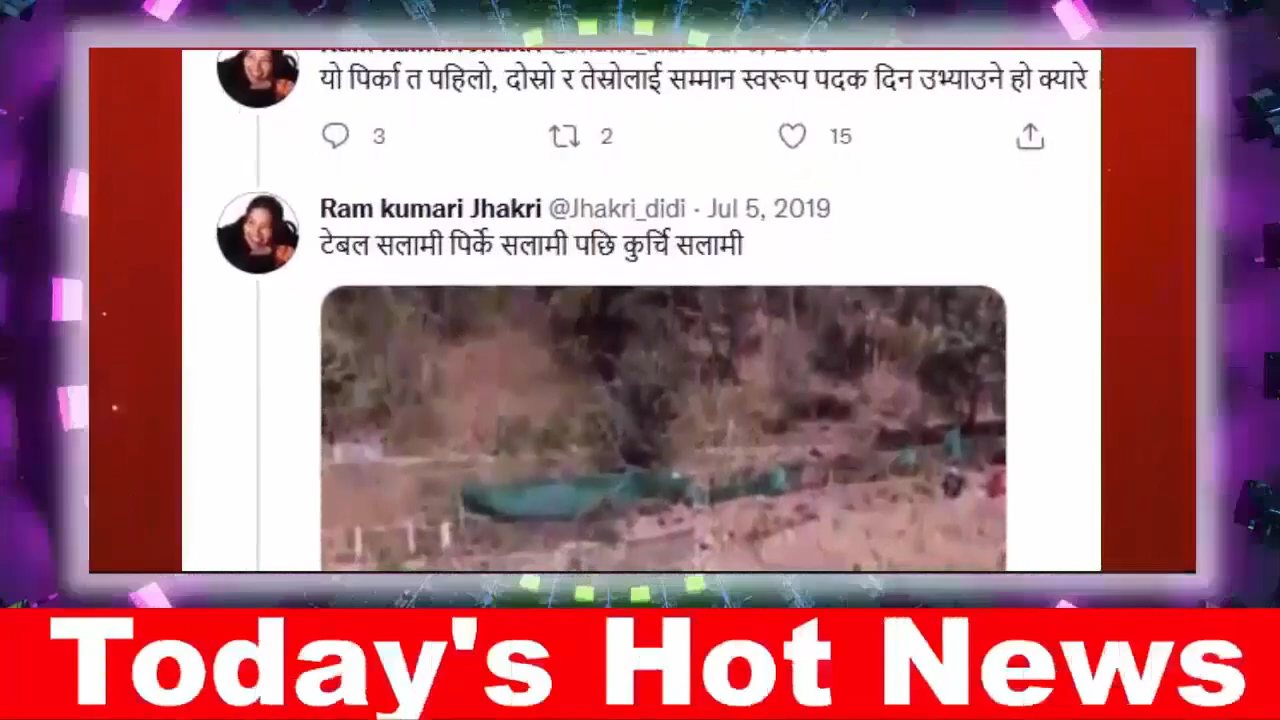 यो पिर्का त पहिलो, दोस्रो र तेस्रोलाई सम्मान स्वरूप पदक दिन उभ्याउने हो क्यारे ।
3 2 15
Ram kumari Jhakri @Jhakri_didi · Jul 5, 2019
टेबल सलामी पिर्के सलामी पछि कुर्चि सलामी
Today's Hot News